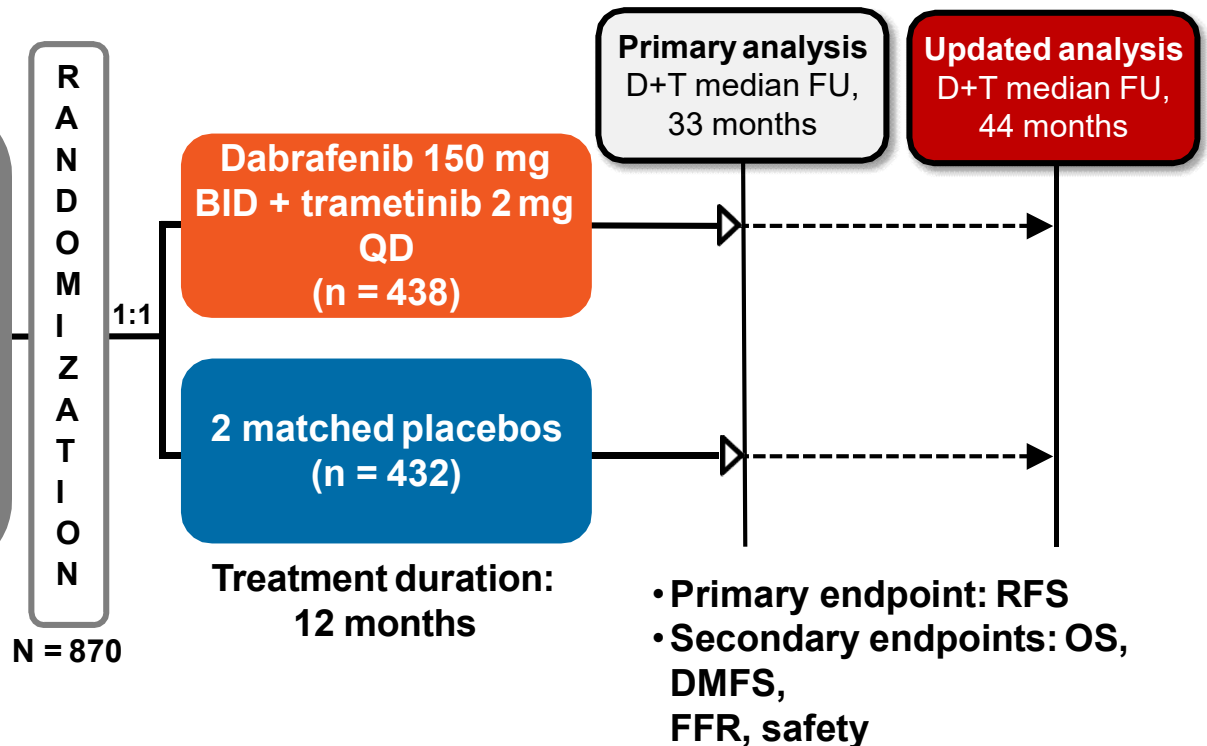 R
A
N
D
O
M
I
Z
A
T
I
O
N
N = 870
1:1
Dabrafenib 150 mg
BID + trametinib 2 mg
QD
(n = 438)
2 matched placebos
(n = 432)
Treatment duration:
12 months
Primary analysis
D+T median FU,
33 months
Updated analysis
D+T median FU,
44 months
• Primary endpoint: RFS
• Secondary endpoints: OS,
DMFS,
FFR, safety